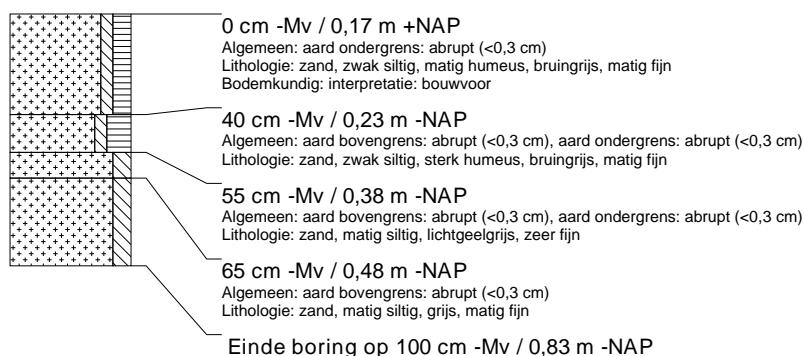 0 cm -Mv / 0,17 m +NAP
Algemeen: aard ondergrens: abrupt (<0,3 cm)
Lithologie: zand, zwak siltig, matig humeus, bruingrijs, matig fijn
Bodemkundig: interpretatie: bouwvoor
40 cm -Mv / 0,23 m -NAP
Algemeen: aard bovengrens: abrupt (<0,3 cm), aard ondergrens: abrupt (<0,3 cm)
Lithologie: zand, zwak siltig, sterk humeus, bruingrijs, matig fijn
55 cm -Mv / 0,38 m -NAP
Algemeen: aard bovengrens: abrupt (<0,3 cm), aard ondergrens: abrupt (<0,3 cm)
Lithologie: zand, matig siltig, lichtgeelgrijs, zeer fijn
65 cm -Mv / 0,48 m -NAP
Algemeen: aard bovengrens: abrupt (<0,3 cm)
Lithologie: zand, matig siltig, grijs, matig fijn
Einde boring op 100 cm -Mv / 0,83 m -NAP